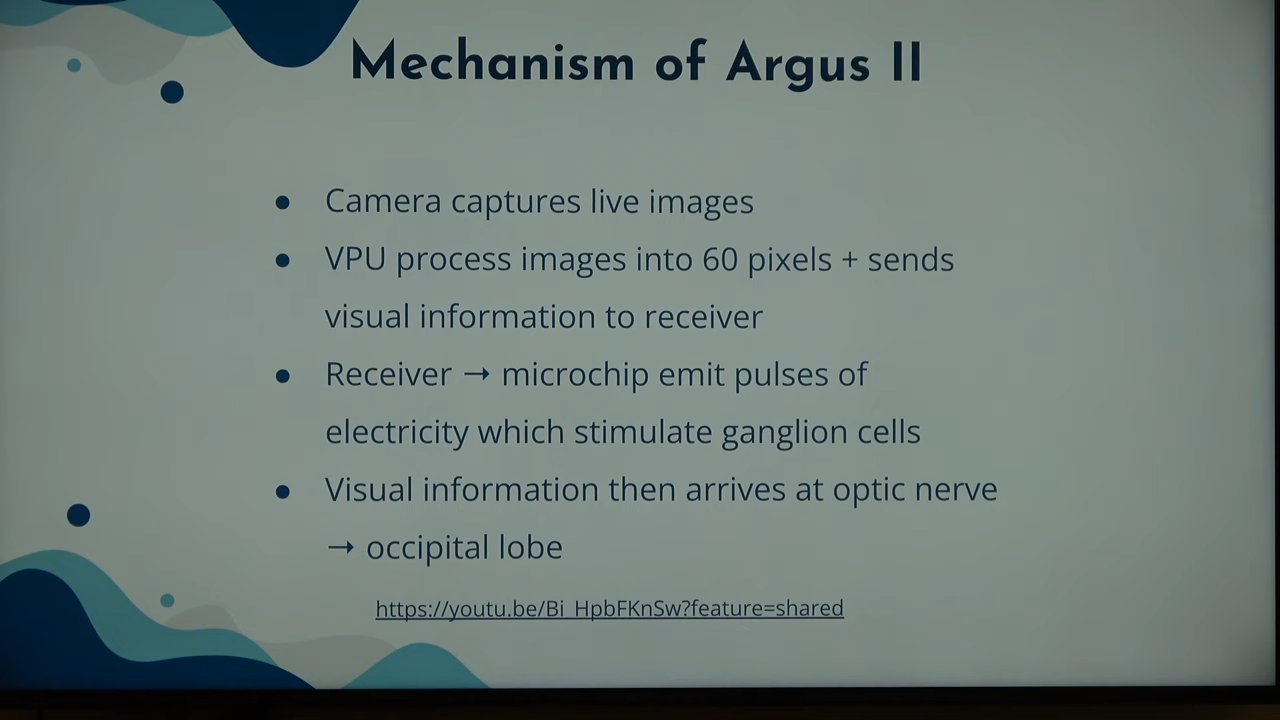 Mechanism of Argus II
● Camera captures live images
● VPU process images into 60 pixels + sends
visual information to receiver
● Receiver → microchip emit pulses of
electricity which stimulate ganglion cells
● Visual information then arrives at optic nerve
→ occipital lobe
https://youtu.be/Bi_HpbFKnSw?feature=shared